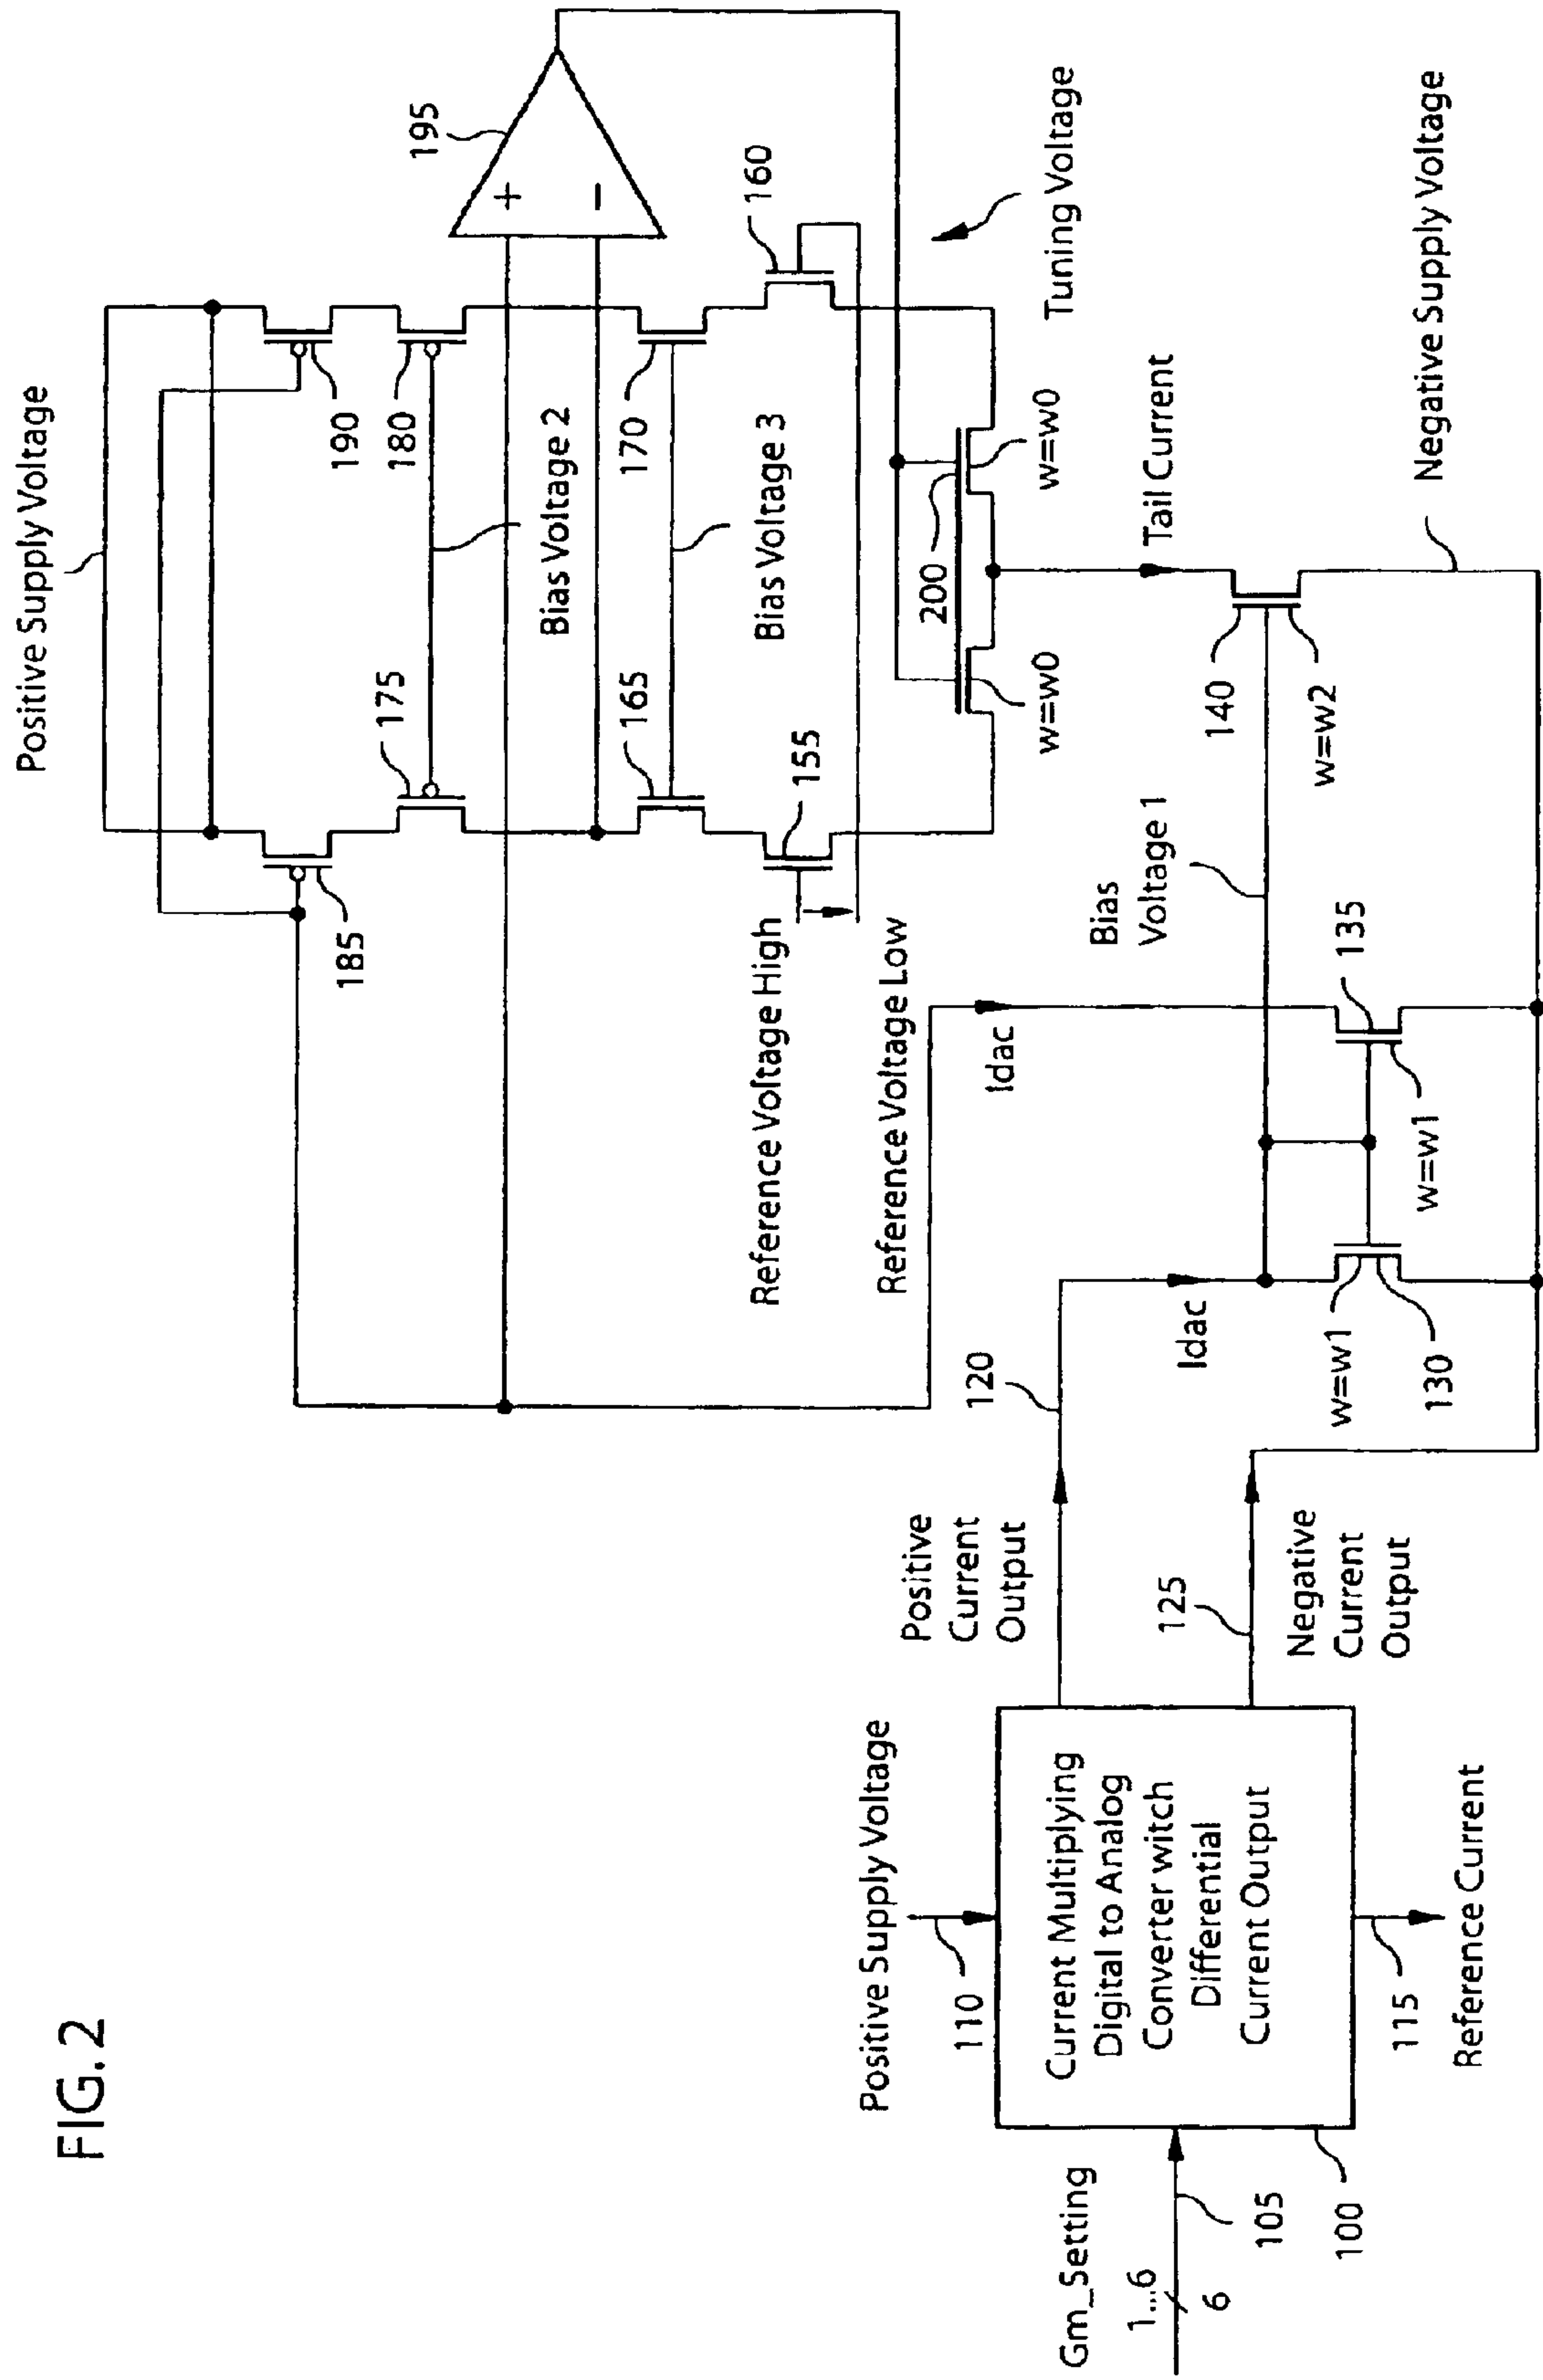 FIG. 2
Positive Supply Voltage
195
190
180
175
Bias Voltage 2
170
165
185
Bias Voltage 3
160
155
Reference Voltage High
Reference Voltage Low
200
w=w0
w=w0
Tuning Voltage
Tail Current
140
w=w2
Negative Supply Voltage
Bias
Voltage 1
135
w=w1
Idac
Idac
w=w1
130
120
Positive
Current
Output
125
Negative
Current
Output
Positive Supply Voltage
110
Current Multiplying
Digital to Analog
Converter witch
Differential
Current Output
115
Reference Current
Gm_Setting
1...6
6
105
100
+
−